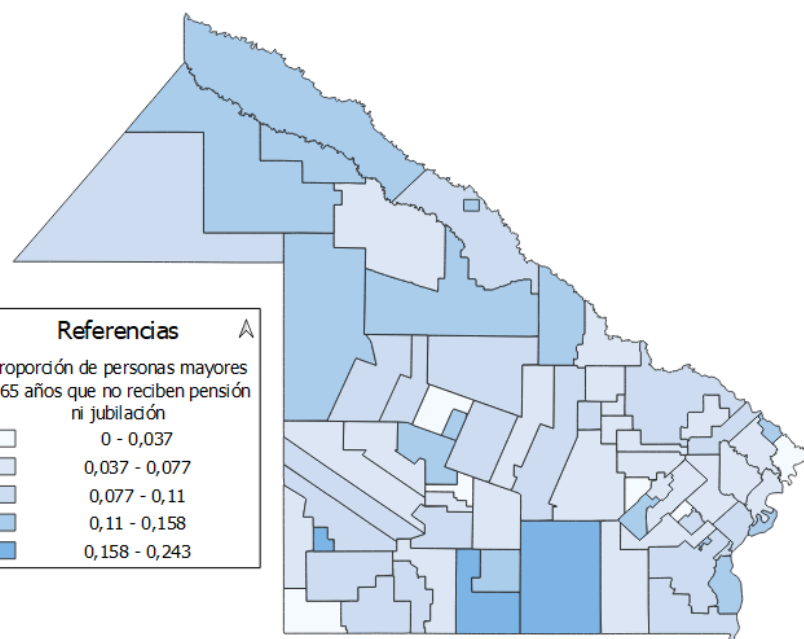 Referencias
roporción de personas mayores
65 años que no reciben pensión
ni jubilación
0 - 0,037
0,037 - 0,077
0,077 - 0,11
0,11 - 0,158
0,158 - 0,243